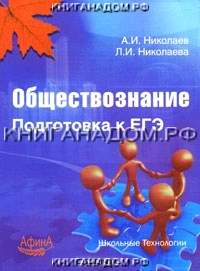 КНИГАНАДОМ.РФ
А.И. Николаев
Л.И. Николаева
Обществознание
Подготовка к ЕГЭ
КНИГАНАДОМ.РФ
АФИНА
Школьные Технологии
КНИГАНАДОМ.РФ